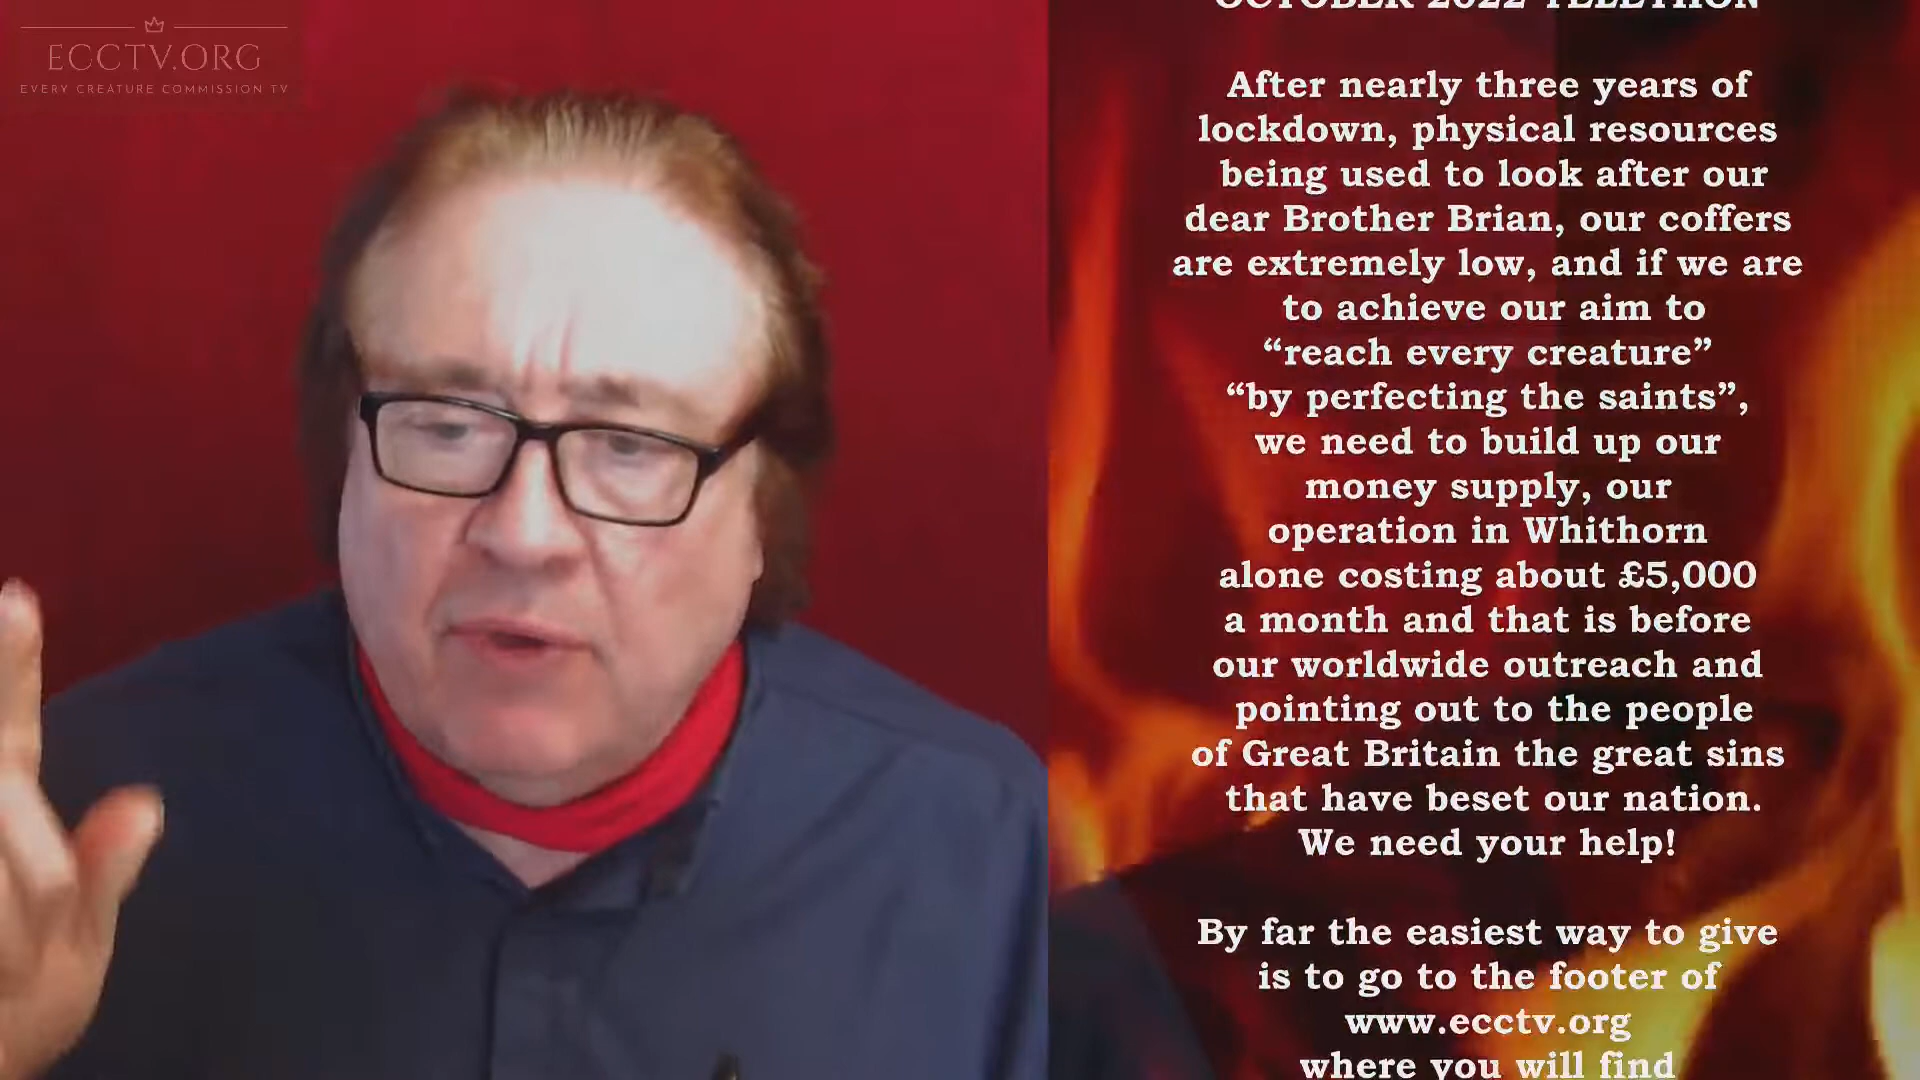 ECCTV.ORG
EVERY CREATURE COMMISSION TV
OCTOBER 2022 TELETHON
After nearly three years of
lockdown, physical resources
being used to look after our
dear Brother Brian, our coffers
are extremely low, and if we are
to achieve our aim to
“reach every creature”
“by perfecting the saints”,
we need to build up our
money supply, our
operation in Whithorn
alone costing about £5,000
a month and that is before
our worldwide outreach and
pointing out to the people
of Great Britain the great sins
that have beset our nation.
We need your help!
By far the easiest way to give
is to go to the footer of
www.ecctv.org
where you will find